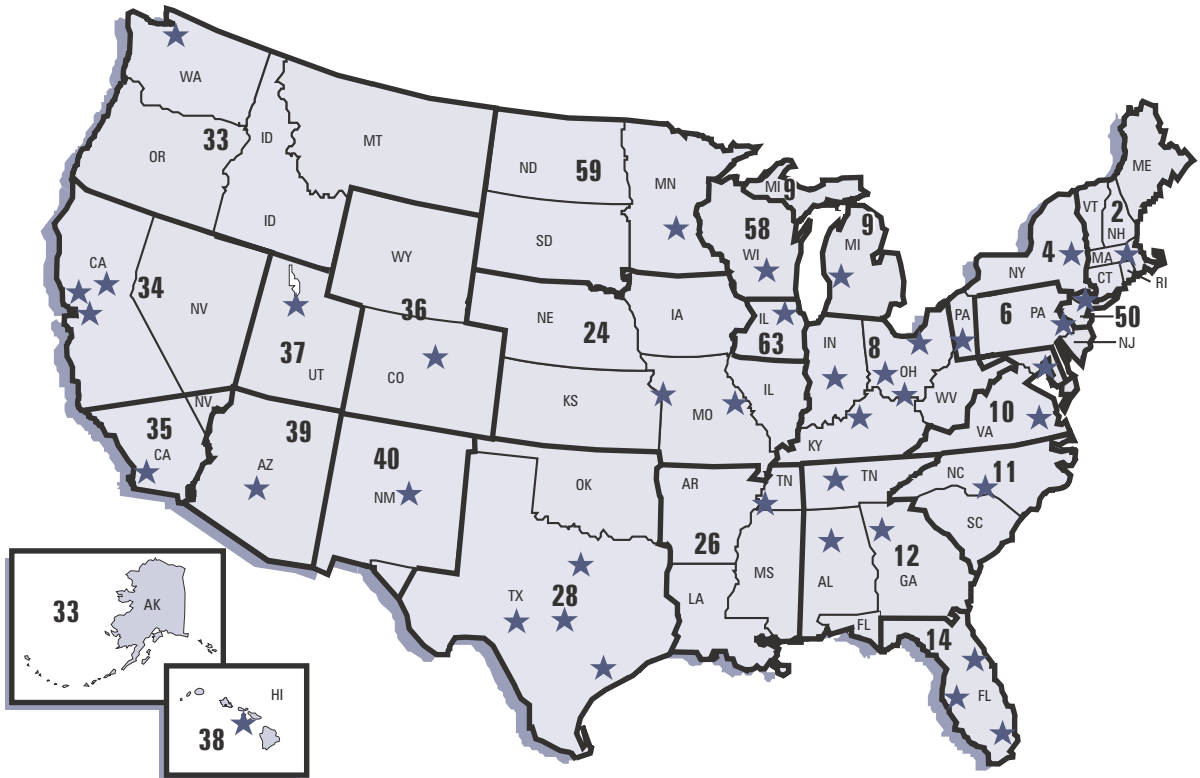 WA
ME
MT
33
ID
OR
ND
59
MN
MI
9
VT
2
NH
ID
58
9
4
MI
SD
WI
MA
NY
CT
RI
WY
CA
34
NV
36
NE
24
IA
IL
63
PA
6
PA
50
NJ
IN
8
OH
37
UT
CO
KS
MO
IL
WV
10
VA
KY
NV
35
CA
39
AZ
40
NM
OK
AR
TN
TN
NC
11
SC
26
12
GA
MS
AL
TX
28
LA
FL
14
FL
33
AK
HI
38